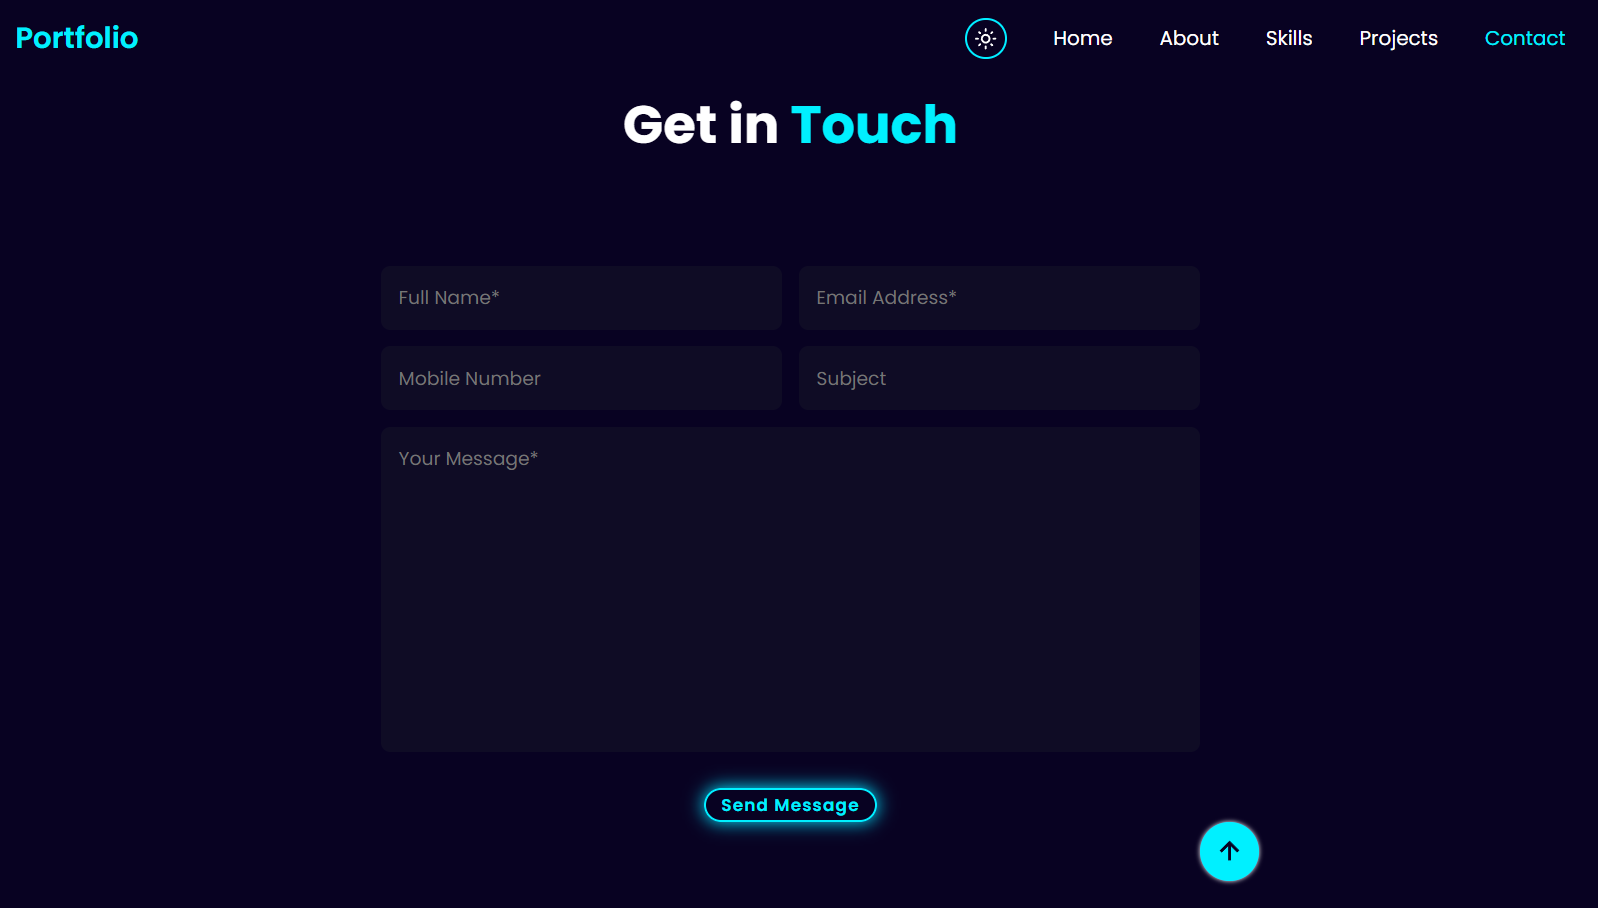 Portfolio
Home About Skills Projects Contact
Get in Touch
Full Name* Email Address*
Mobile Number Subject
Your Message*
Send Message